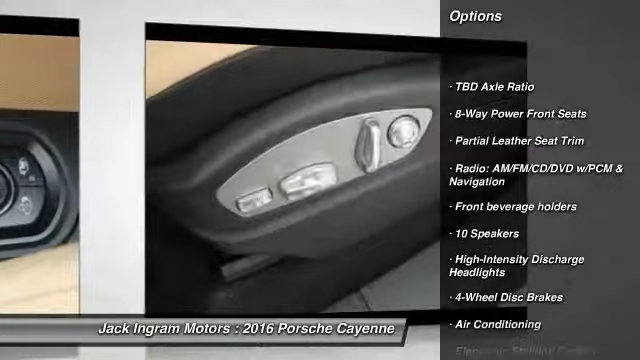 Options
· TBD Axle Ratio
· 8-Way Power Front Seats
· Partial Leather Seat Trim
· Radio: AM/FM/CD/DVD w/PCM &
Navigation
· Front beverage holders
· 10 Speakers
· High-Intensity Discharge
Headlights
· 4-Wheel Disc Brakes
· Air Conditioning
Jack Ingram Motors : 2016 Porsche Cayenne